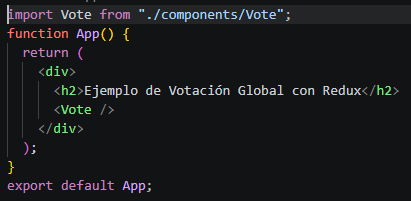 import Vote from "./components/Vote";
function App() {
  return (
    <div>
      <h2>Ejemplo de Votación Global con Redux</h2>
      <Vote />
    </div>
  );
}
export default App;